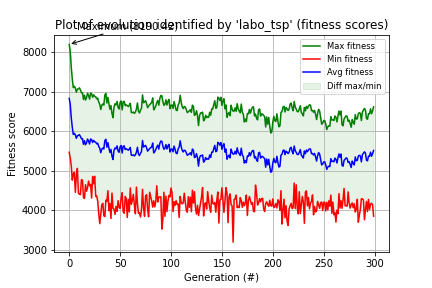 Plot of evolution identified by 'labo_tsp' (fitness scores)
Max fitness
Min fitness
Avg fitness
Diff max/min
Fitness score
8000
7000
6000
5000
4000
3000
0
50
100
150
200
250
300
Generation (#)